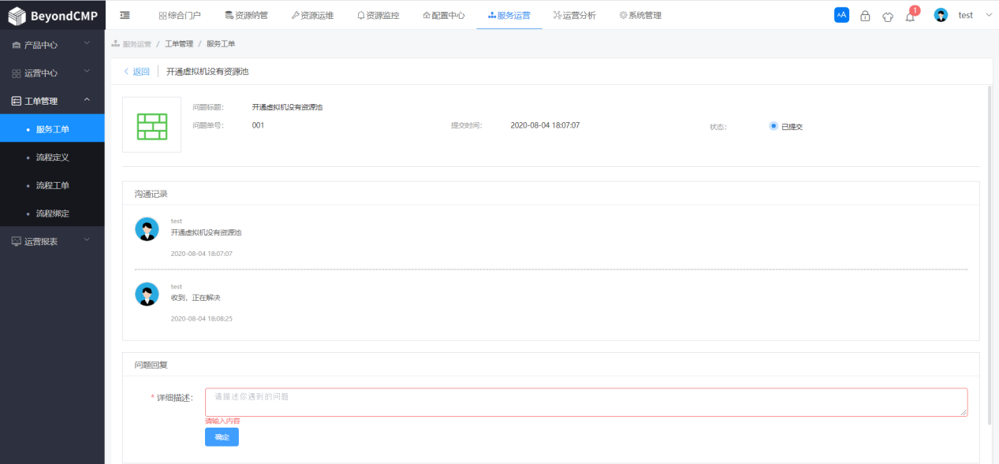 BeyondCMP
综合门户 资源纳管 资源运维 资源监控 配置中心 服务运营 运营分析 系统管理 AA 1 test
产品中心
运营中心
工单管理
服务工单
流程定义
流程工单
流程绑定
运营报表
服务运营 / 工单管理 / 服务工单
返回 开通虚拟机没有资源池
问题标题: 开通虚拟机没有资源池
问题单号: 001 提交时间: 2020-08-04 18:07:07 状态: 已提交
沟通记录
test
开通虚拟机没有资源池
2020-08-04 18:07:07
test
收到，正在解决
2020-08-04 18:08:25
问题回复
* 详细描述: 请描述你遇到的问题
请输入内容
确定